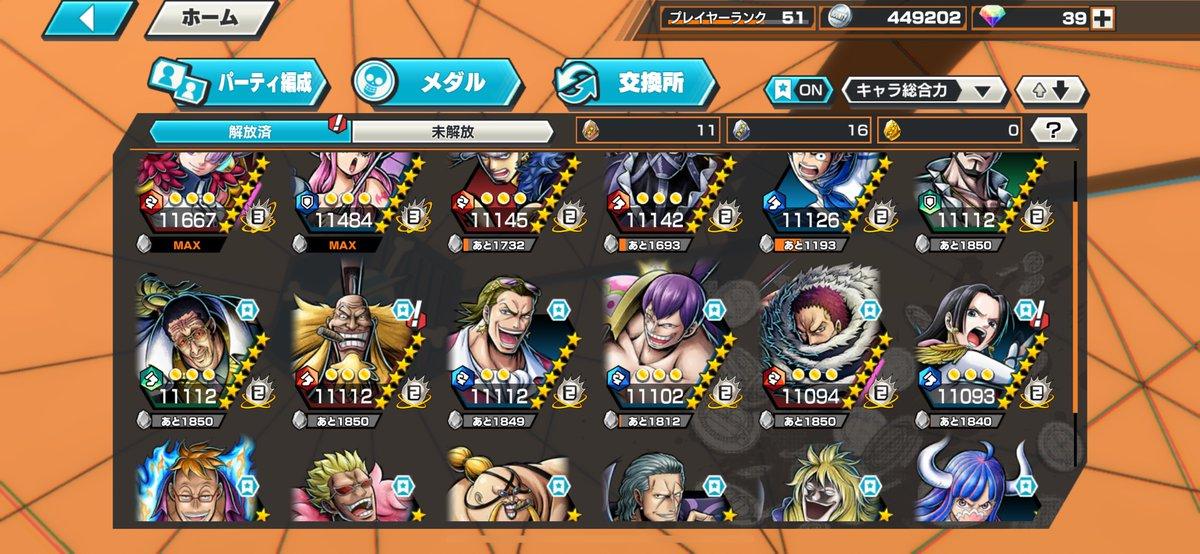 ホーム
プレイヤーランク 51
449202
39
パーティ編成
メダル
交換所
ON
キャラ総合力
解放済
未解放
11
16
0
?
11667 3
11484 3
11145 2
11142 2
11126 2
11112 2
MAX
MAX
あと1732
あと1693
あと1193
あと1850
11112 2
11112 2
11112 2
11102 2
11094 2
11093 2
あと1850
あと1850
あと1849
あと1812
あと1850
あと1840